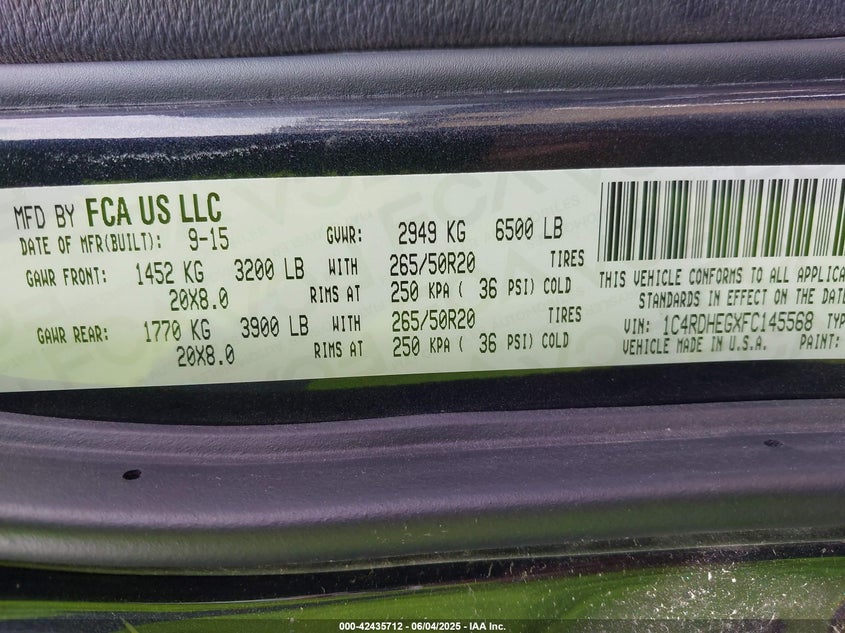 MFD BY FCA US LLC
DATE OF MFR(BUILT): 9-15 GVWR: 2949 KG 6500 LB
GAWR FRONT: 1452 KG 3200 LB WITH 265/50R20 TIRES
20X8.0 RIMS AT 250 KPA ( 36 PSI) COLD
GAWR REAR: 1770 KG 3900 LB WITH 265/50R20 TIRES
20X8.0 RIMS AT 250 KPA ( 36 PSI) COLD
THIS VEHICLE CONFORMS TO ALL APPLICA
STANDARDS IN EFFECT ON THE DATE
VIN: 1C4RDHEGXFC145568 TYP
VEHICLE MADE IN U.S.A. PAINT:
000-42435712 - 06/04/2025 - IAA Inc.